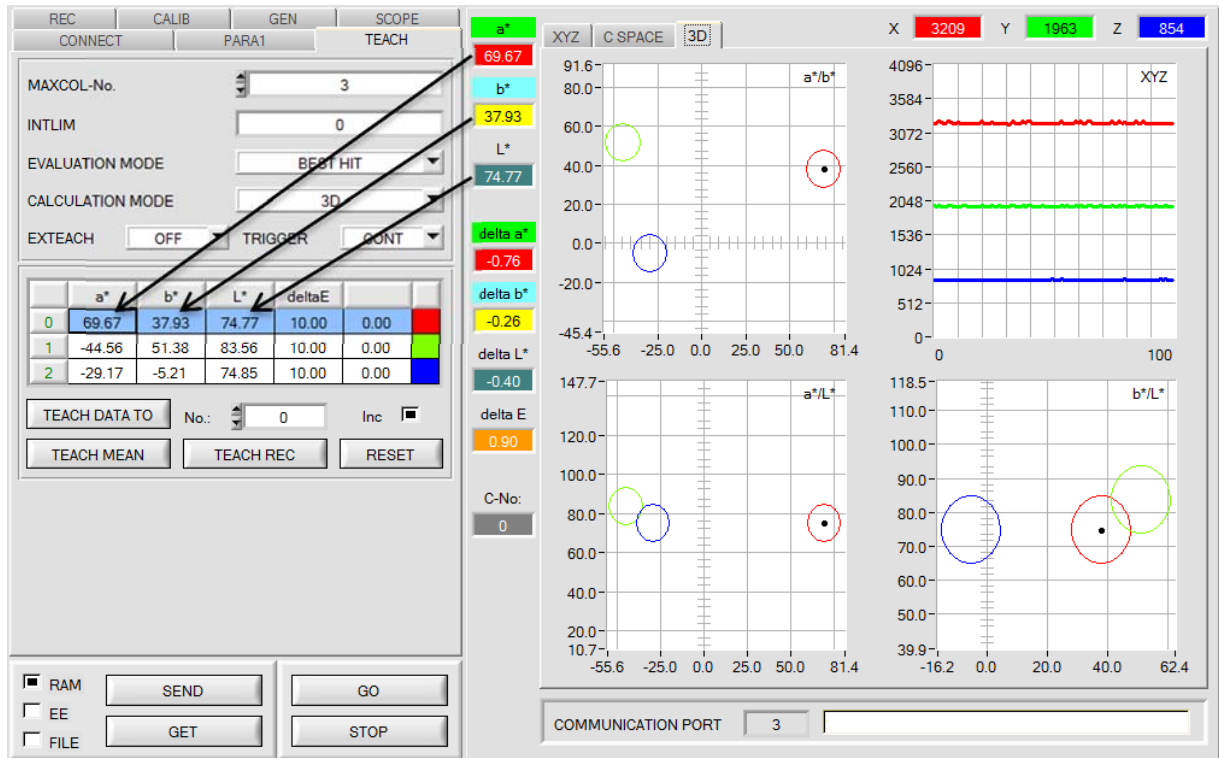 REC CALIB GEN SCOPE
CONNECT PARA1 TEACH
MAXCOL-No. 3
INTLIM 0
EVALUATION MODE BEST HIT
CALCULATION MODE 3D
EXTEACH OFF TRIGGER CONT
a* b* L* deltaE
0 69.67 37.93 74.77 10.00 0.00
1 -44.56 51.38 83.56 10.00 0.00
2 -29.17 -5.21 74.85 10.00 0.00
TEACH DATA TO No.: 0 Inc
TEACH MEAN TEACH REC RESET
RAM SEND GO
EE
FILE GET STOP
a*
69.67
b*
37.93
L*
74.77
delta a*
-0.76
delta b*
-0.26
delta L*
-0.40
delta E
0.90
C-No:
0
XYZ C SPACE 3D
X 3209 Y 1963 Z 854
a*/b*
91.6
80.0
60.0
40.0
20.0
0.0
-20.0
-45.4
-55.6 -25.0 0.0 25.0 50.0 81.4
XYZ
4096
3584
3072
2560
2048
1536
1024
512
0
0 100
a*/L*
147.7
120.0
100.0
80.0
60.0
40.0
20.0
10.7
-55.6 -25.0 0.0 25.0 50.0 81.4
b*/L*
118.5
110.0
100.0
90.0
80.0
70.0
60.0
50.0
39.9
-16.2 0.0 20.0 40.0 62.4
COMMUNICATION PORT 3